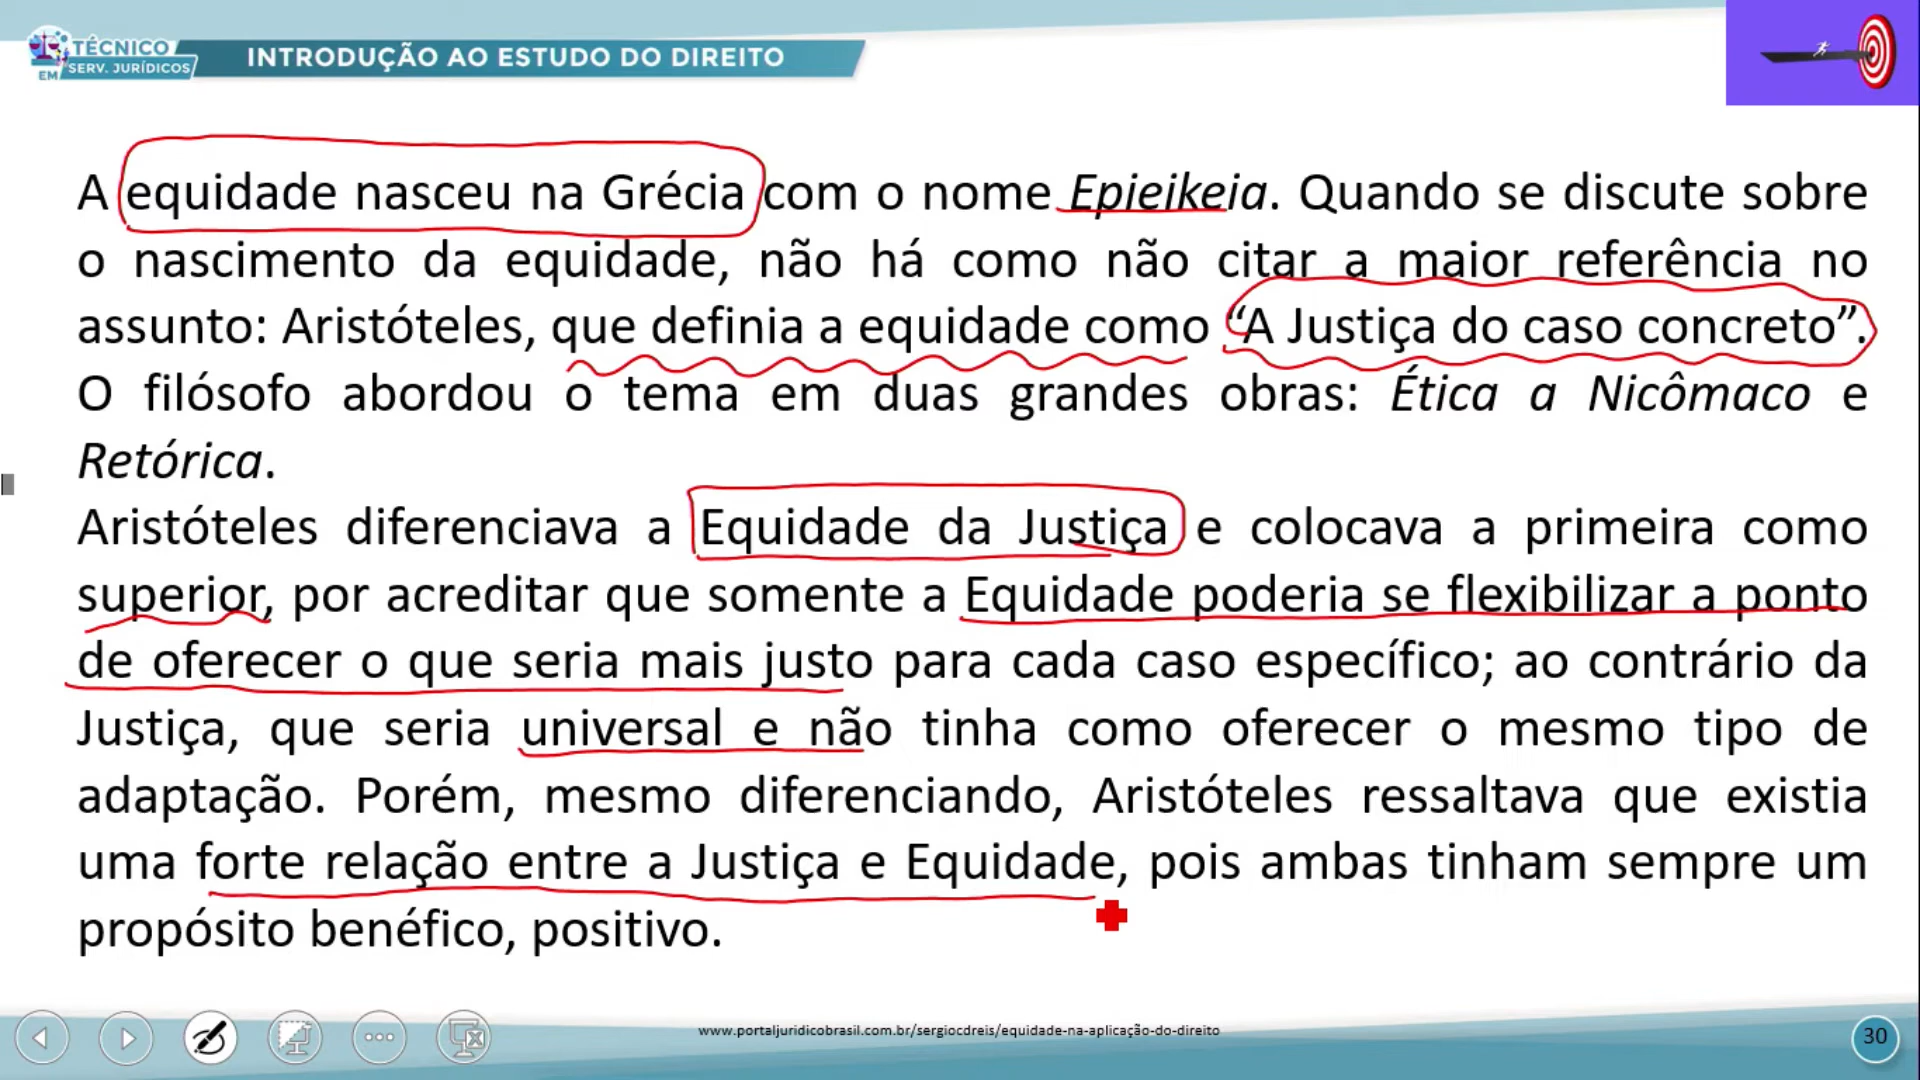 TÉCNICO
EM SERV. JURÍDICOS
INTRODUÇÃO AO ESTUDO DO DIREITO
A equidade nasceu na Grécia com o nome Epieikeia. Quando se discute sobre
o nascimento da equidade, não há como não citar a maior referência no
assunto: Aristóteles, que definia a equidade como “A Justiça do caso concreto”.
O filósofo abordou o tema em duas grandes obras: Ética a Nicômaco e
Retórica.
Aristóteles diferenciava a Equidade da Justiça e colocava a primeira como
superior, por acreditar que somente a Equidade poderia se flexibilizar a ponto
de oferecer o que seria mais justo para cada caso específico; ao contrário da
Justiça, que seria universal e não tinha como oferecer o mesmo tipo de
adaptação. Porém, mesmo diferenciando, Aristóteles ressaltava que existia
uma forte relação entre a Justiça e Equidade, pois ambas tinham sempre um
propósito benéfico, positivo.
www.portaljuridicobrasil.com.br/sergiocdreis/equidade-na-aplicação-do-direito
30